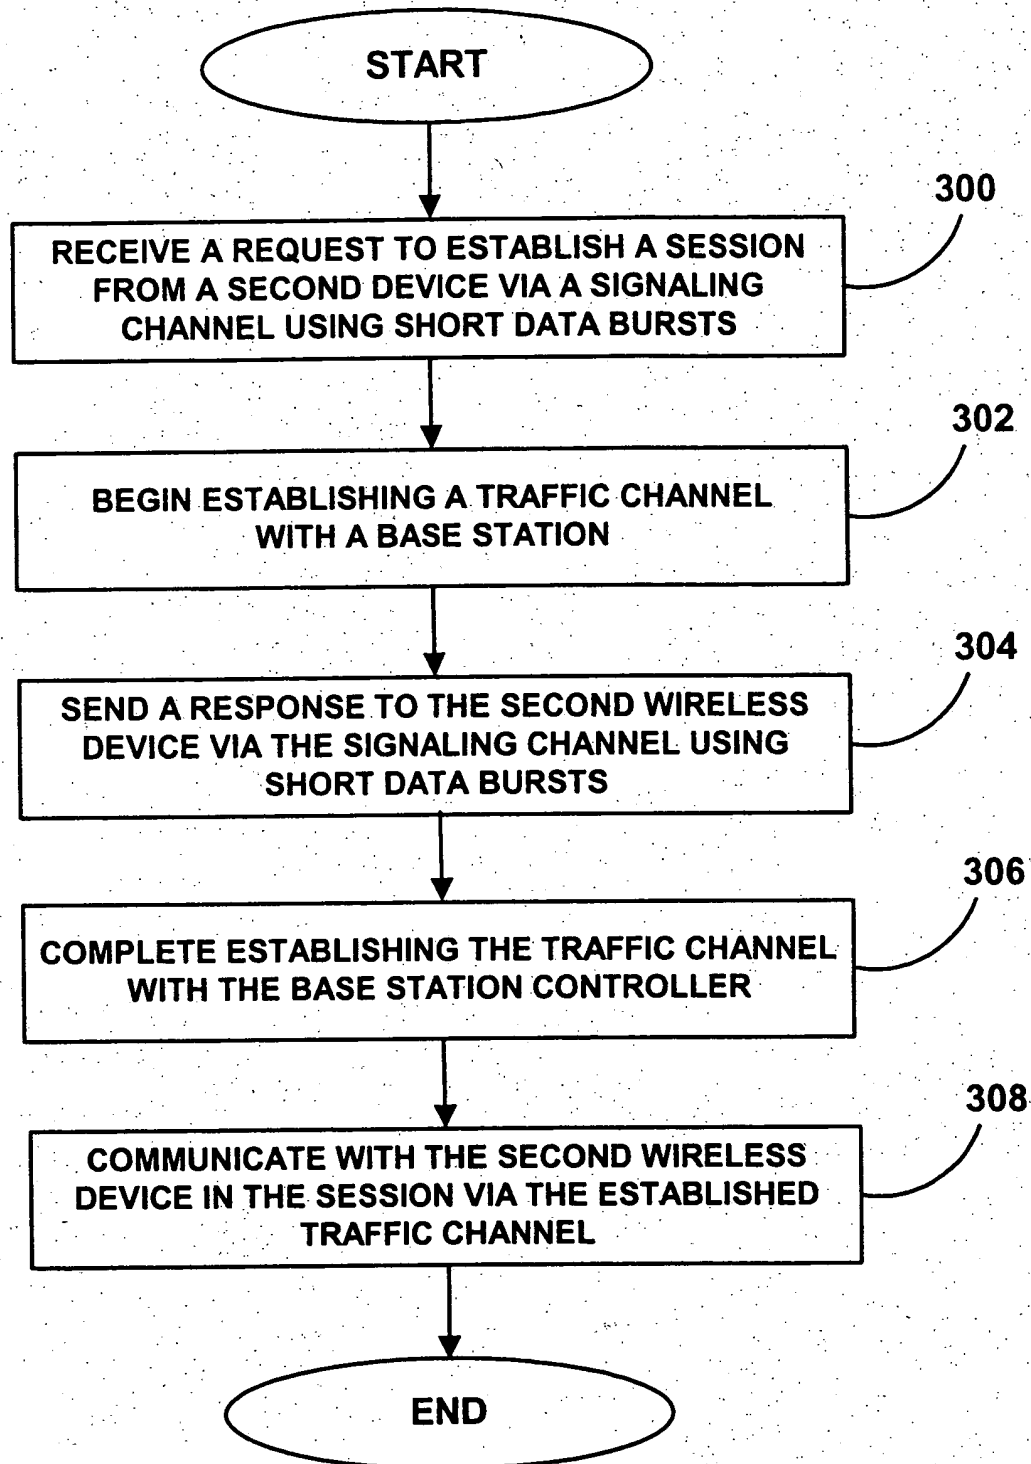 START
300
RECEIVE A REQUEST TO ESTABLISH A SESSION
FROM A SECOND DEVICE VIA A SIGNALING
CHANNEL USING SHORT DATA BURSTS
302
BEGIN ESTABLISHING A TRAFFIC CHANNEL
WITH A BASE STATION
304
SEND A RESPONSE TO THE SECOND WIRELESS
DEVICE VIA THE SIGNALING CHANNEL USING
SHORT DATA BURSTS
306
COMPLETE ESTABLISHING THE TRAFFIC CHANNEL
WITH THE BASE STATION CONTROLLER
308
COMMUNICATE WITH THE SECOND WIRELESS
DEVICE IN THE SESSION VIA THE ESTABLISHED
TRAFFIC CHANNEL
END